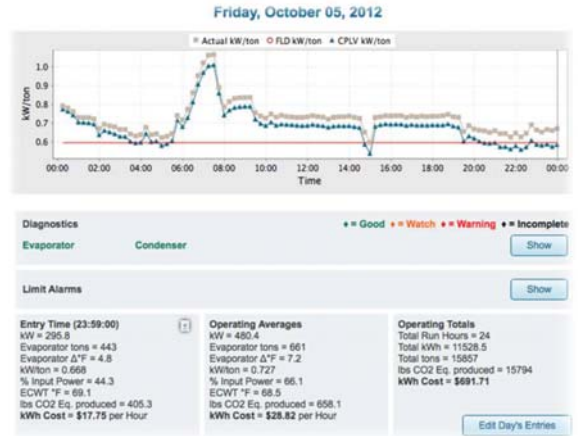 Friday, October 05, 2012
Actual kW/ton FLD kW/ton CPLV kW/ton
kW/ton
1.0
0.9
0.8
0.7
0.6
00:00 02:00 04:00 06:00 08:00 10:00 12:00 14:00 16:00 18:00 20:00 22:00 00:00
Time
Diagnostics
♦ = Good ♦ = Watch ♦ = Warning ♦ = Incomplete
Evaporator Condenser Show
Limit Alarms Show
Entry Time (23:59:00)
kW = 295.8
Evaporator tons = 443
Evaporator Δ°F = 4.8
kW/ton = 0.668
% Input Power = 44.3
ECWT °F = 69.1
lbs CO2 Eq. produced = 405.3
kWh Cost = $17.75 per Hour
Operating Averages
kW = 480.4
Evaporator tons = 661
Evaporator Δ°F = 7.2
kW/ton = 0.727
% Input Power = 66.1
ECWT °F = 68.5
lbs CO2 Eq. produced = 658.1
kWh Cost = $28.82 per Hour
Operating Totals
Total Run Hours = 24
Total kWh = 11528.5
Total tons = 15857
lbs CO2 Eq. produced = 15794
kWh Cost = $691.71
Edit Day's Entries